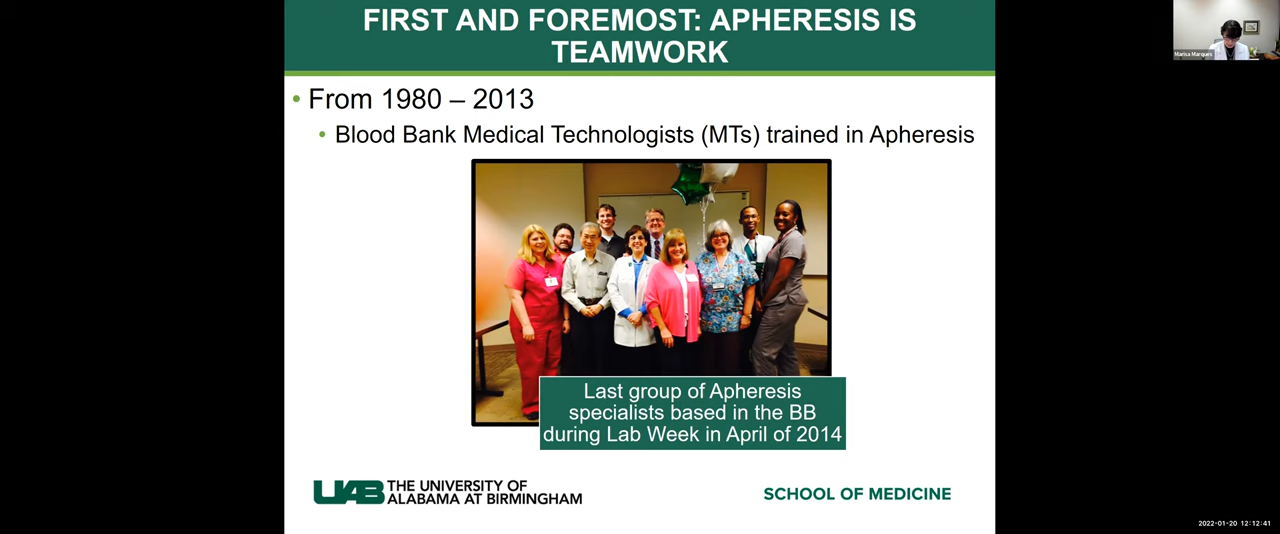 FIRST AND FOREMOST: APHERESIS IS
TEAMWORK
Marisa Marques
• From 1980 – 2013
• Blood Bank Medical Technologists (MTs) trained in Apheresis
Last group of Apheresis
specialists based in the BB
during Lab Week in April of 2014
UAB THE UNIVERSITY OF
ALABAMA AT BIRMINGHAM
SCHOOL OF MEDICINE
2022-01-20 12:12:41